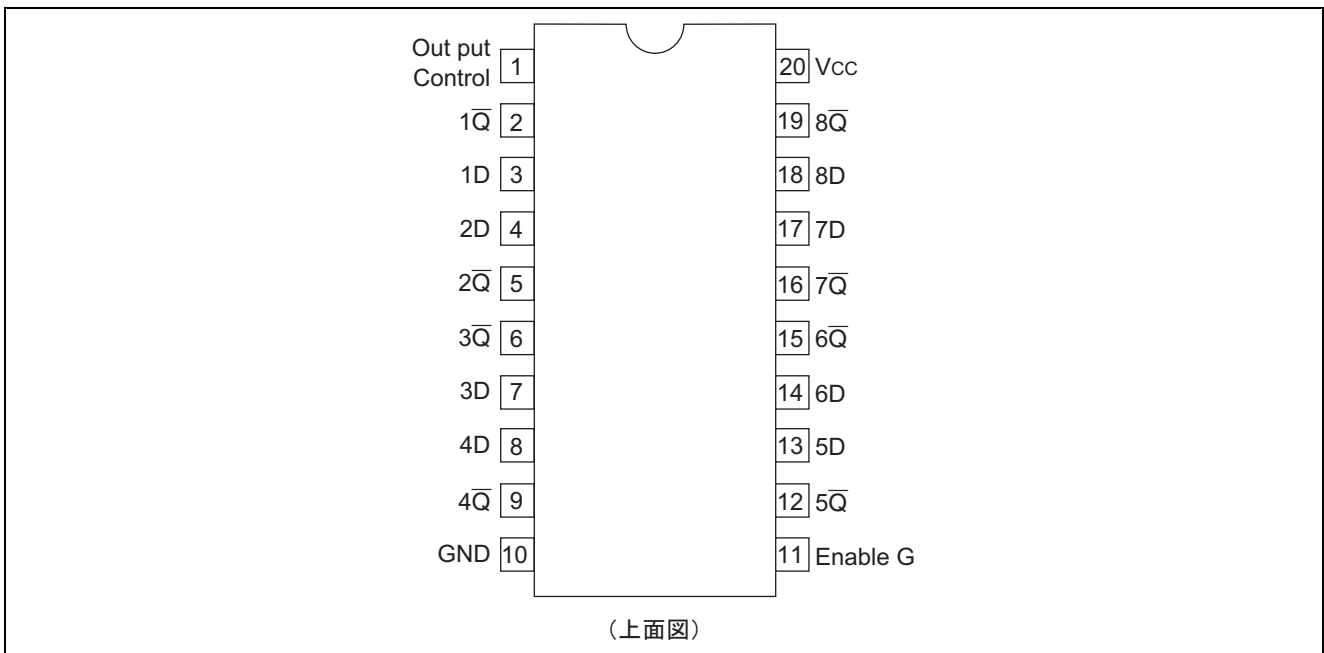 Out put
Control 1
20 VCC
1Q̅ 2
19 8Q̅
1D 3
18 8D
2D 4
17 7D
2Q̅ 5
16 7Q̅
3Q̅ 6
15 6Q̅
3D 7
14 6D
4D 8
13 5D
4Q̅ 9
12 5Q̅
GND 10
11 Enable G
（上面図）